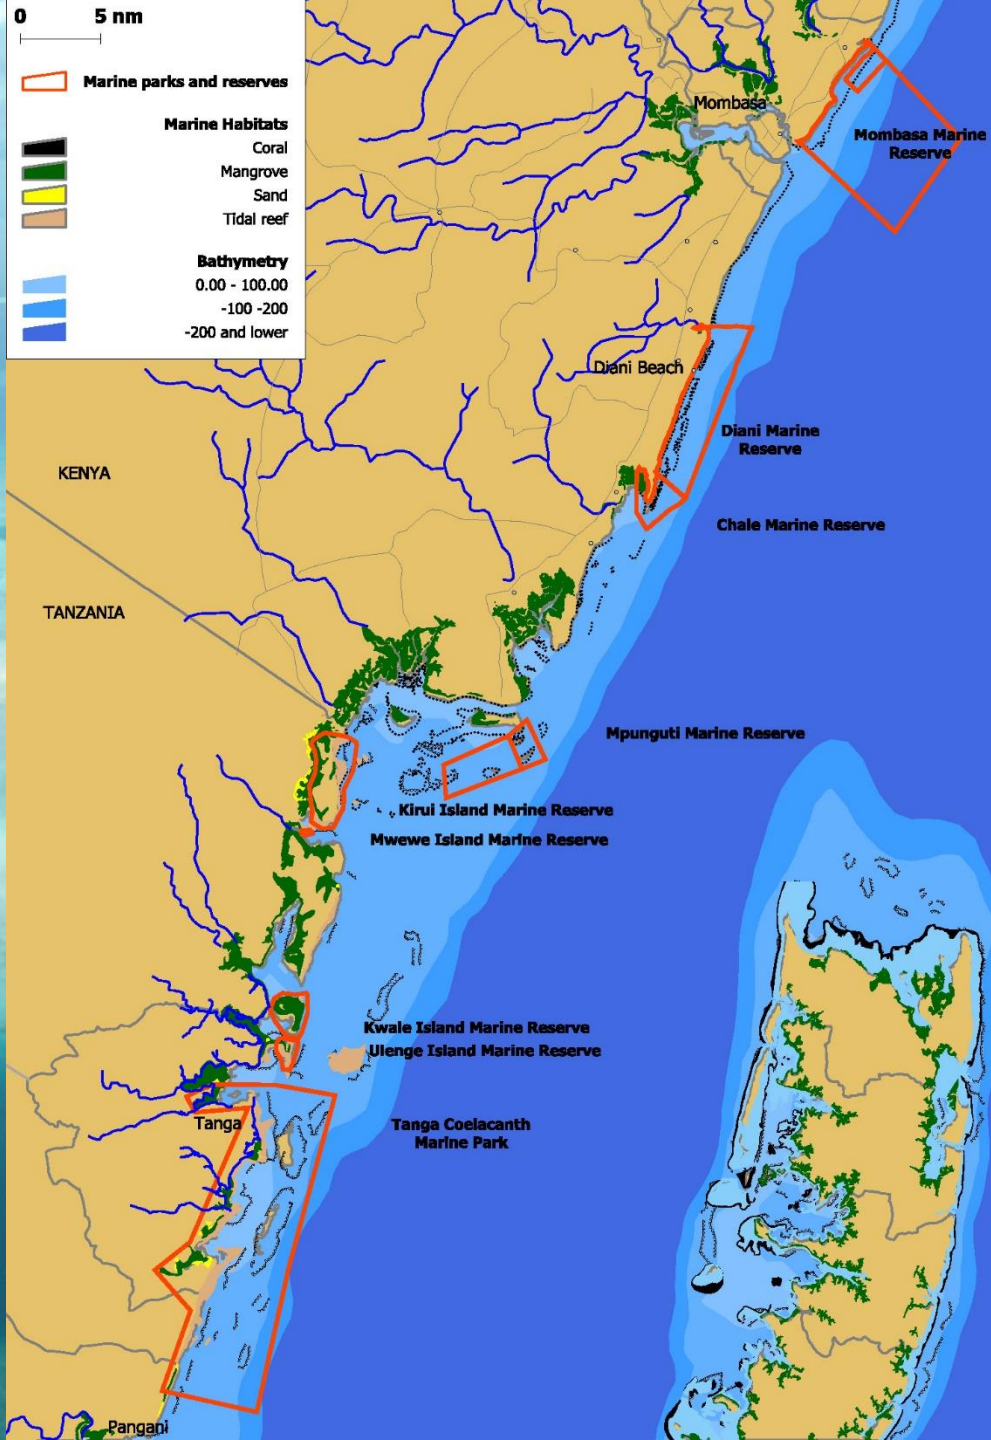 0 5 nm
Marine parks and reserves
Marine Habitats
Coral
Mangrove
Sand
Tidal reef
Bathymetry
0.00 - 100.00
-100 -200
-200 and lower
Mombasa
Mombasa Marine
Reserve
Diani Beach
Diani Marine
Reserve
KENYA
Chale Marine Reserve
TANZANIA
Mpunguti Marine Reserve
Kirui Island Marine Reserve
Mwewe Island Marine Reserve
Kwale Island Marine Reserve
Ulenge Island Marine Reserve
Tanga
Tanga Coelacanth
Marine Park
Pangani